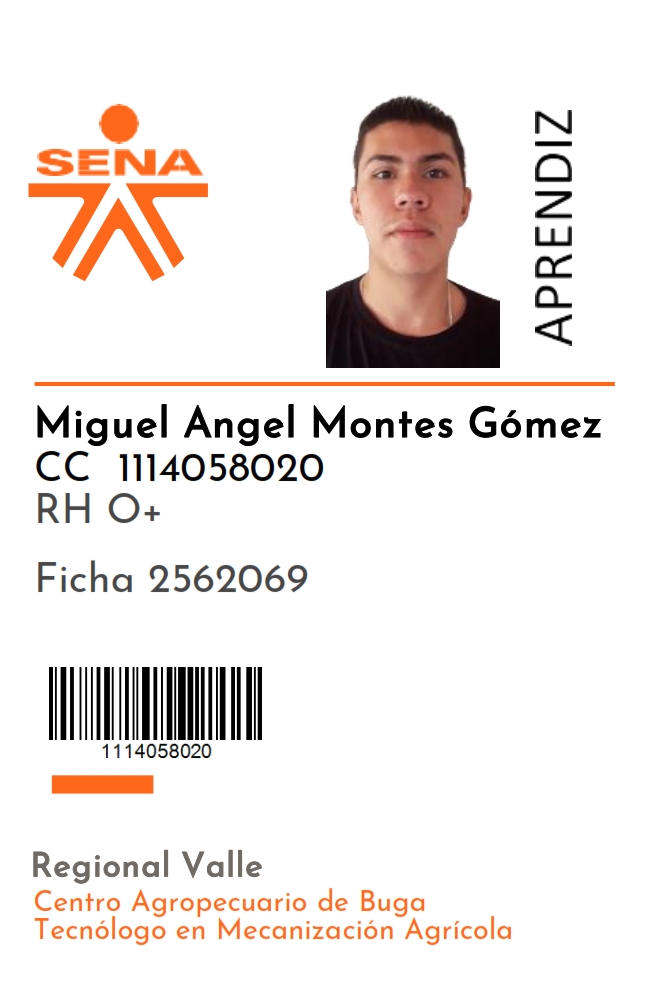 SENA
APRENDIZ
Miguel Angel Montes Gómez
CC 1114058020
RH O+
Ficha 2562069
1114058020
Regional Valle
Centro Agropecuario de Buga
Tecnólogo en Mecanización Agrícola